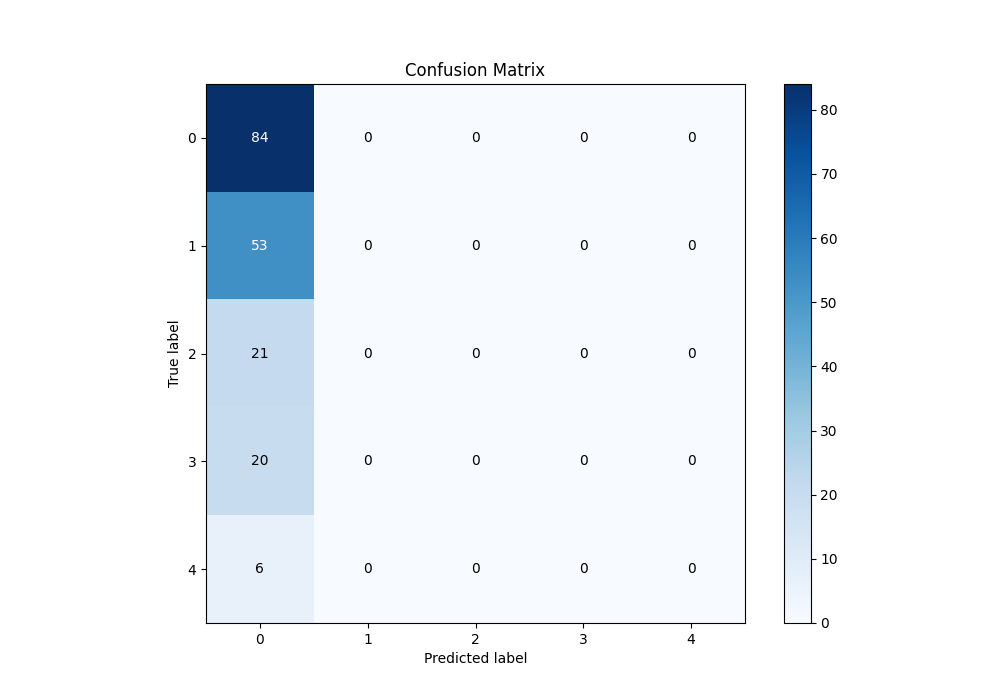 Confusion Matrix
True label
0 84 0 0 0 0
1 53 0 0 0 0
2 21 0 0 0 0
3 20 0 0 0 0
4 6 0 0 0 0
0 1 2 3 4
Predicted label
80
70
60
50
40
30
20
10
0